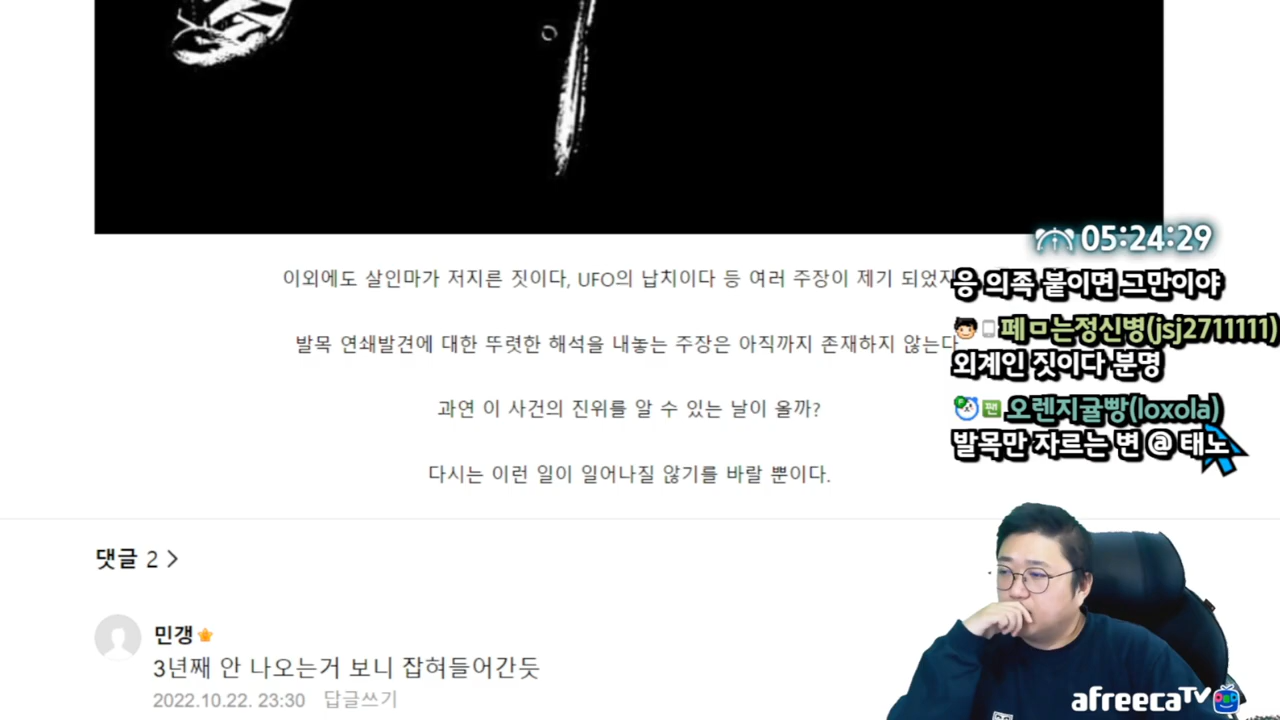 이외에도 살인마가 저지른 짓이다, UFO의 납치이다 등 여러 주장이 제기 되었지
발목 연쇄발견에 대한 뚜렷한 해석을 내놓는 주장은 아직까지 존재하지 않는다
과연 이 사건의 진위를 알 수 있는 날이 올까?
다시는 이런 일이 일어나질 않기를 바랄 뿐이다.
05:24:29
응 의족 붙이면 그만이야
폐ㅁ는정신병(jsj2711111)
외계인 짓이다 분명
팬 오렌지귤빵(loxola)
발목만 자르는 변 @ 태노
댓글 2 >
민갱
3년째 안 나오는거 보니 잡혀들어간듯
2022.10.22. 23:30 답글쓰기
afreecaTV